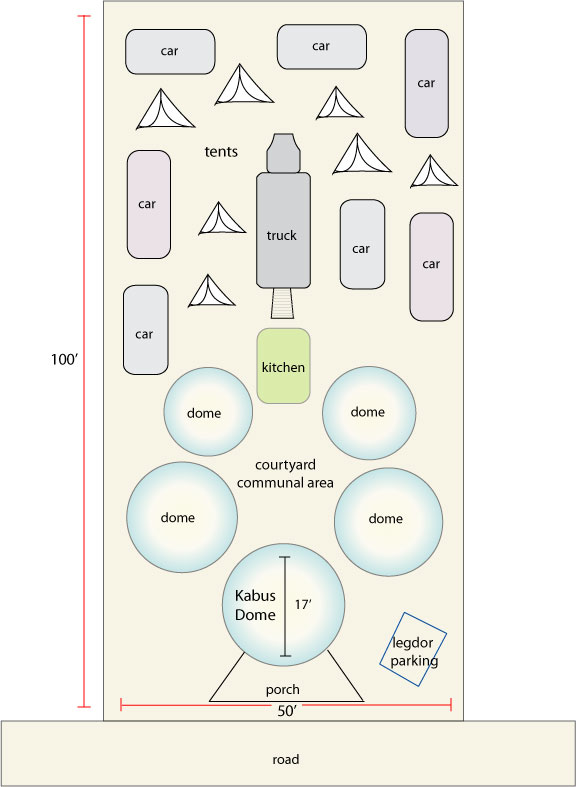 car
car
car
tents
car
truck
car
car
car
100’
kitchen
dome
dome
courtyard
communal area
dome
dome
Kabus
Dome
17’
legdor
parking
porch
50’
road